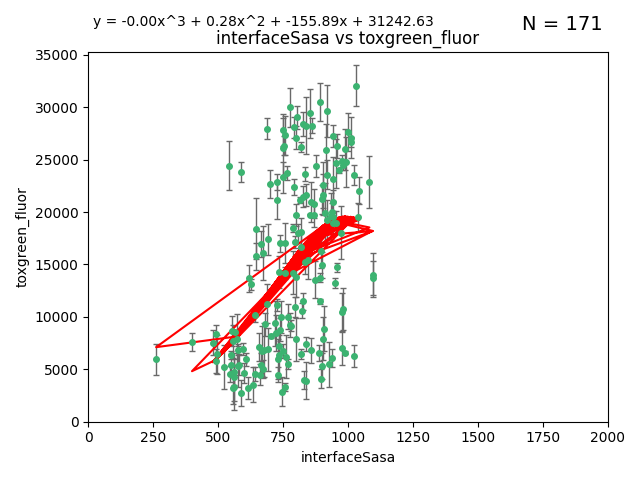 y = -0.00x^3 + 0.28x^2 + -155.89x + 31242.63
N = 171
interfaceSasa vs toxgreen_fluor
35000
30000
25000
20000
15000
10000
5000
0
toxgreen_fluor
0 250 500 750 1000 1250 1500 1750 2000
interfaceSasa